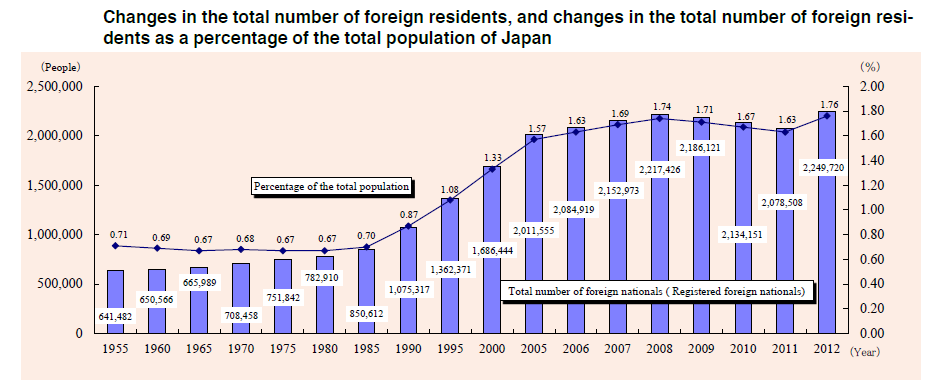 Changes in the total number of foreign residents, and changes in the total number of foreign resi-
dents as a percentage of the total population of Japan
(People)
(%)
2,500,000
2,000,000
1,500,000
1,000,000
500,000
0
2.00
1.80
1.60
1.40
1.20
1.00
0.80
0.60
0.40
0.20
0.00
0.71 0.69 0.67 0.68 0.67 0.67 0.70 0.87 1.08 1.33 1.57 1.63 1.69 1.74 1.71 1.67 1.63 1.76
Percentage of the total population
641,482 650,566 665,989 708,458 751,842 782,910 850,612 1,075,317 1,362,371 1,686,444 2,011,555 2,084,919 2,152,973 2,217,426 2,186,121 2,134,151 2,078,508 2,249,720
Total number of foreign nationals ( Registered foreign nationals)
1955 1960 1965 1970 1975 1980 1985 1990 1995 2000 2005 2006 2007 2008 2009 2010 2011 2012 (Year)